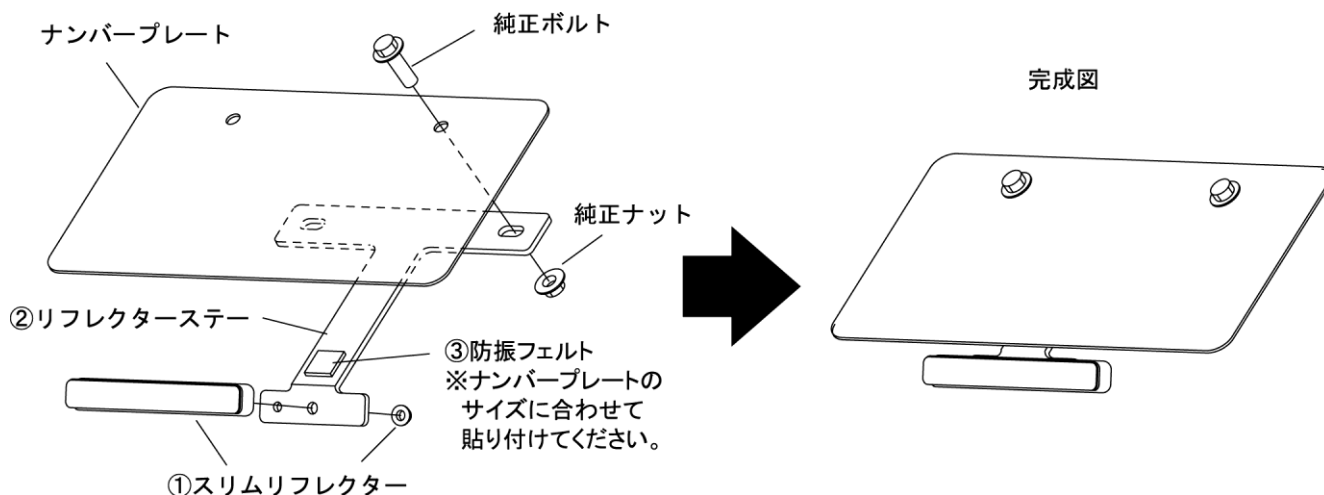 ナンバープレート
純正ボルト
完成図
純正ナット
②リフレクターステー
③防振フェルト
※ナンバープレートの
サイズに合わせて
貼り付けてください。
①スリムリフレクター